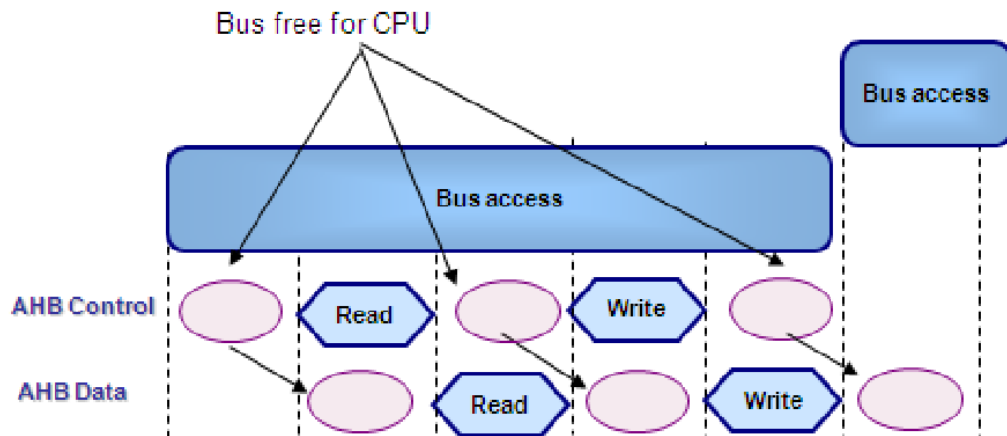 Bus free for CPU
Bus access
Bus access
AHB Control
Read
Write
AHB Data
Read
Write